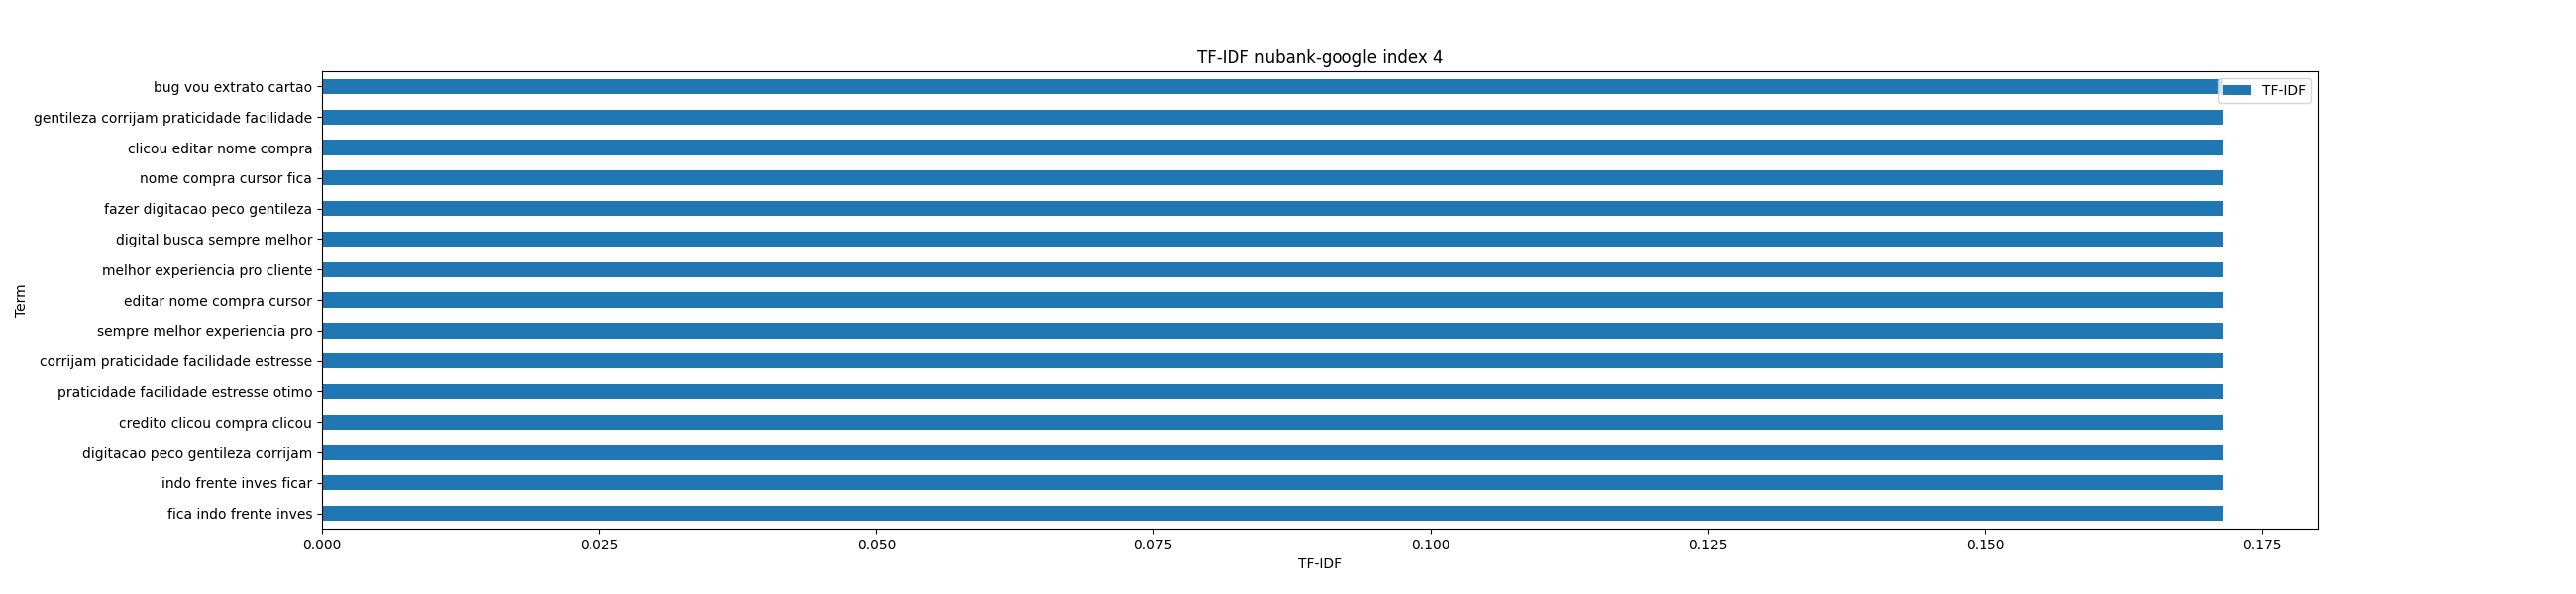 TF-IDF nubank-google index 4
bug vou extrato cartao
gentileza corrijam praticidade facilidade
clicou editar nome compra
nome compra cursor fica
fazer digitacao peco gentileza
digital busca sempre melhor
melhor experiencia pro cliente
editar nome compra cursor
sempre melhor experiencia pro
corrijam praticidade facilidade estresse
praticidade facilidade estresse otimo
credito clicou compra clicou
digitacao peco gentileza corrijam
indo frente inves ficar
fica indo frente inves
Term
TF-IDF
0.000 0.025 0.050 0.075 0.100 0.125 0.150 0.175
TF-IDF